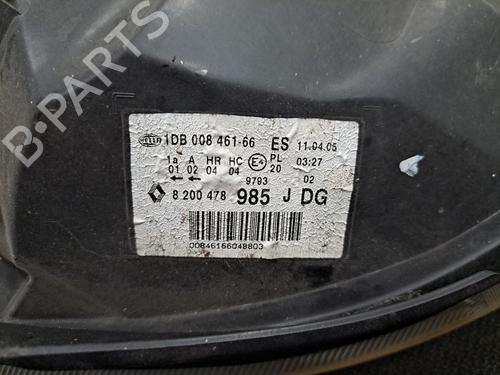 B-PARTS
HELLA 1DB 008 461-66 ES 11.04.05
1a A HR HC E4 PL 03:27
01 02 04 04 20
9793 02
8 200 478 985 J DG
00846166048803